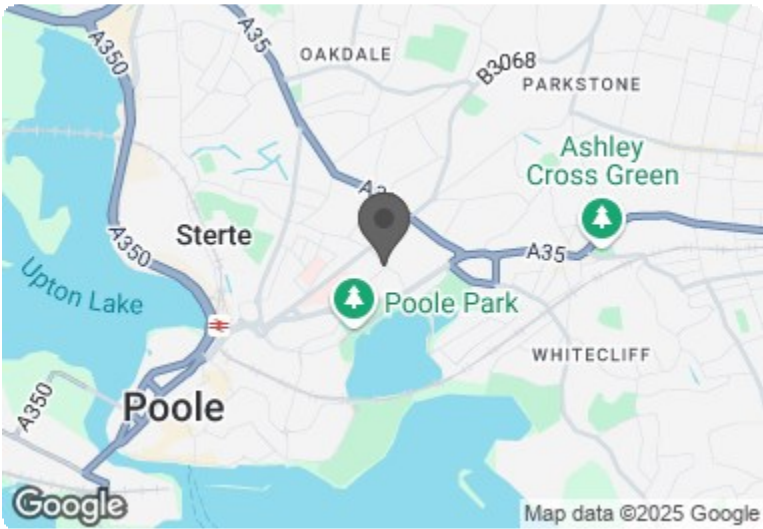 A350
A35
OAKDALE
B3068
PARKSTONE
Ashley
Cross Green
A35
Sterte
A350
A35
Upton Lake
Poole Park
WHITECLIFF
A350
Poole
Google
Map data ©2025 Google